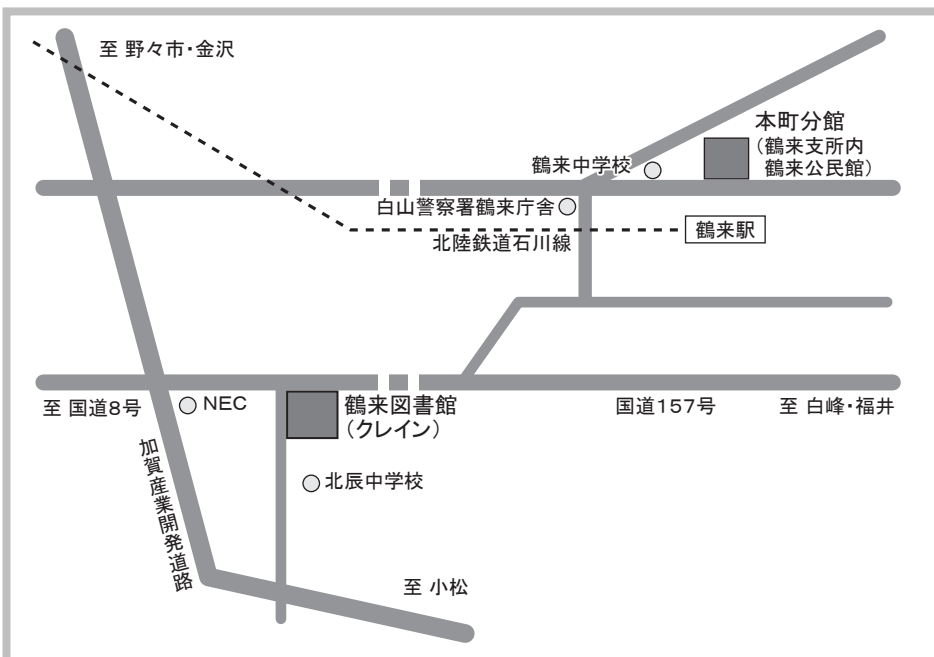 至 野々市・金沢
本町分館
(鶴来支所内
鶴来公民館)
鶴来中学校
白山警察署鶴来庁舎
鶴来駅
北陸鉄道石川線
至 国道8号
NEC
鶴来図書館
(クレイン)
国道157号
至 白峰・福井
加賀産業開発道路
北辰中学校
至 小松